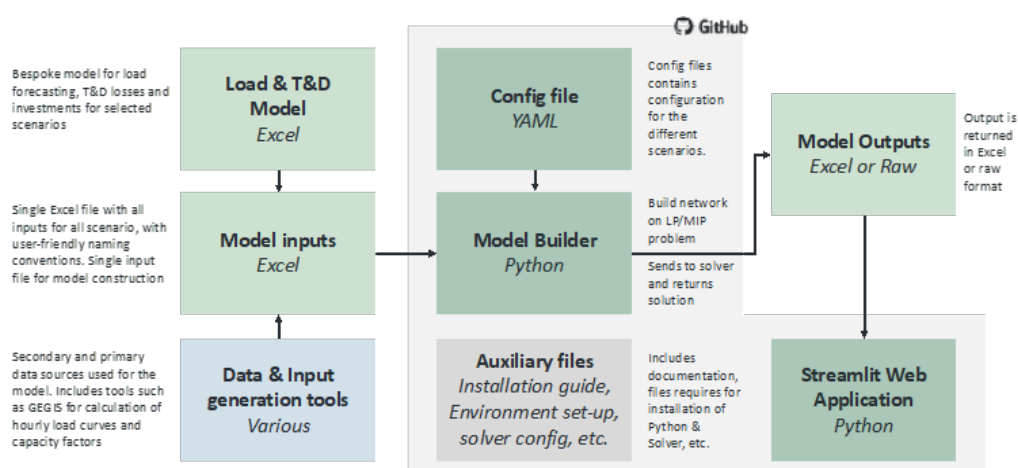 GitHub
Bespoke model for load
forecasting, T&D losses and
investments for selected
scenarios
Load & T&D
Model
Excel
Config file
YAML
Config files
contains
configuration
for the
different
scenarios.
Model Outputs
Excel or Raw
Output is
returned
in Excel
or raw
format
Single Excel file with all
inputs for all scenario, with
user-friendly naming
conventions. Single input
file for model construction
Model inputs
Excel
Model Builder
Python
Build network
on LP/MIP
problem
Sends to solver
and returns
solution
Secondary and primary
data sources used for the
model. Includes tools such
as GEGIS for calculation of
hourly load curves and
capacity factors
Data & Input
generation tools
Various
Auxiliary files
Installation guide,
Environment set-up,
solver config, etc.
Includes
documentation,
files requires for
installation of
Python &
Solver, etc.
Streamlit Web
Application
Python